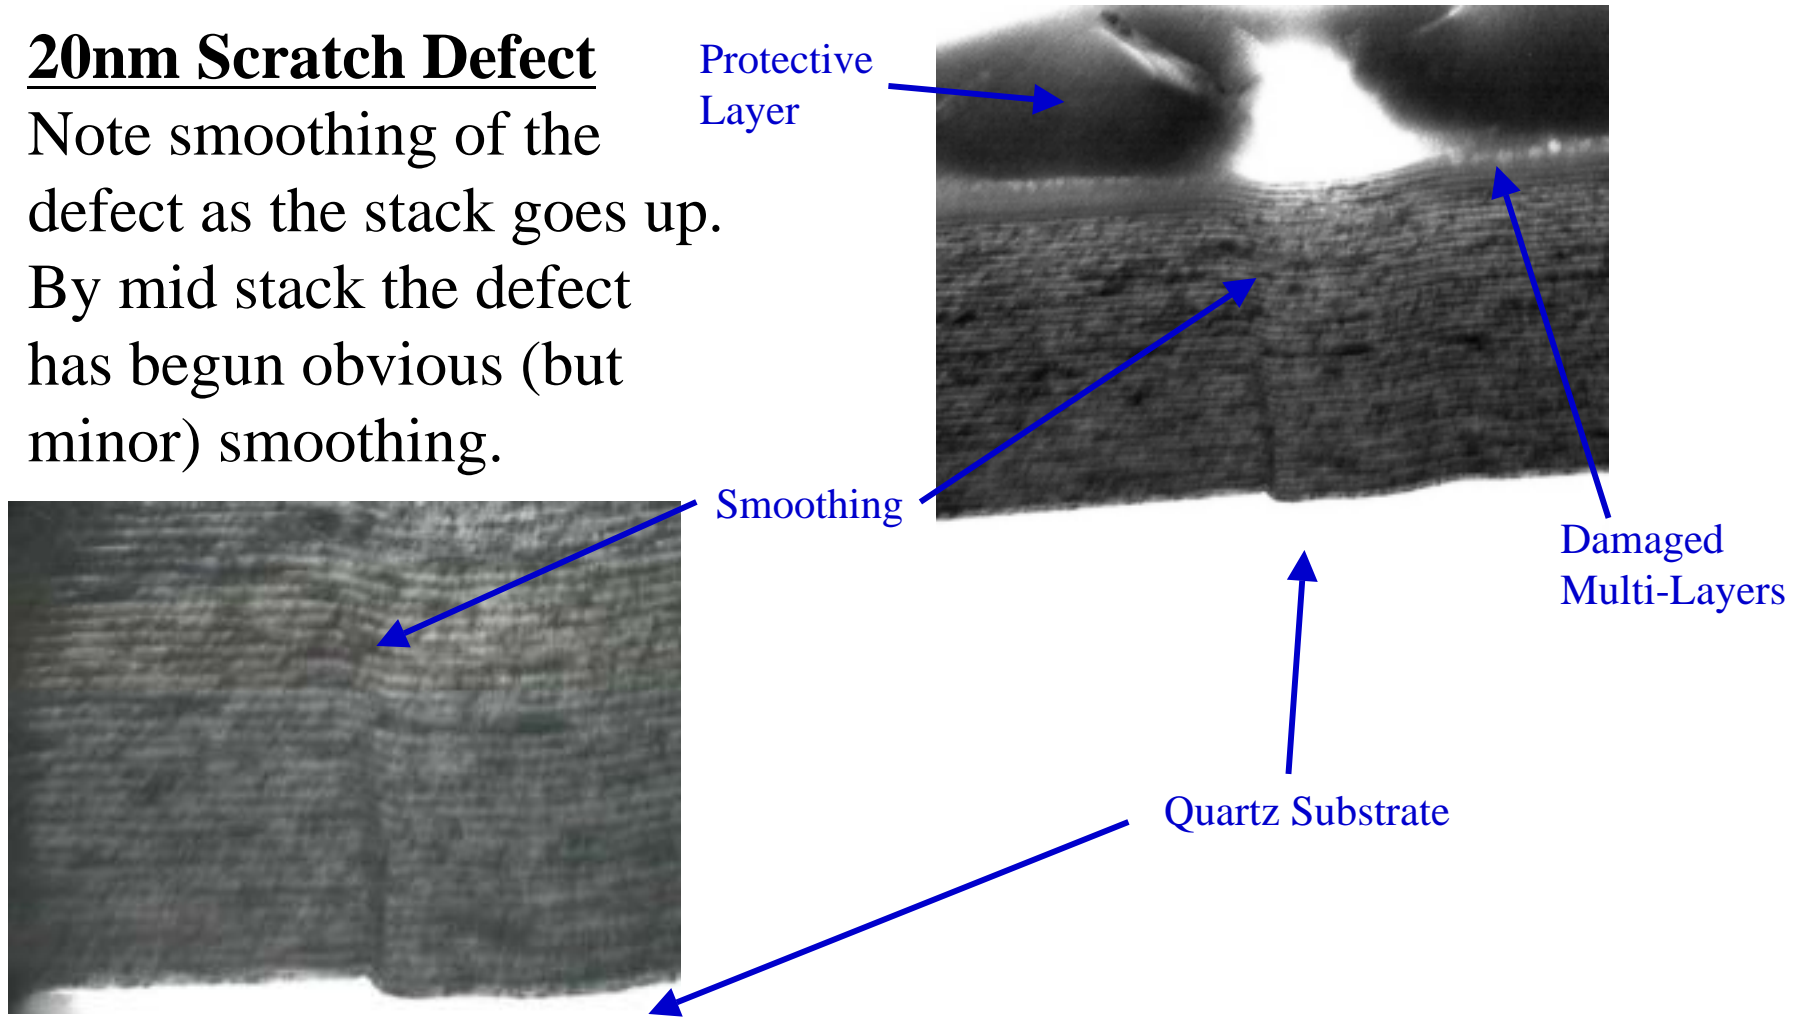 20nm Scratch Defect
Note smoothing of the
defect as the stack goes up.
By mid stack the defect
has begun obvious (but
minor) smoothing.
Protective
Layer
Smoothing
Damaged
Multi-Layers
Quartz Substrate